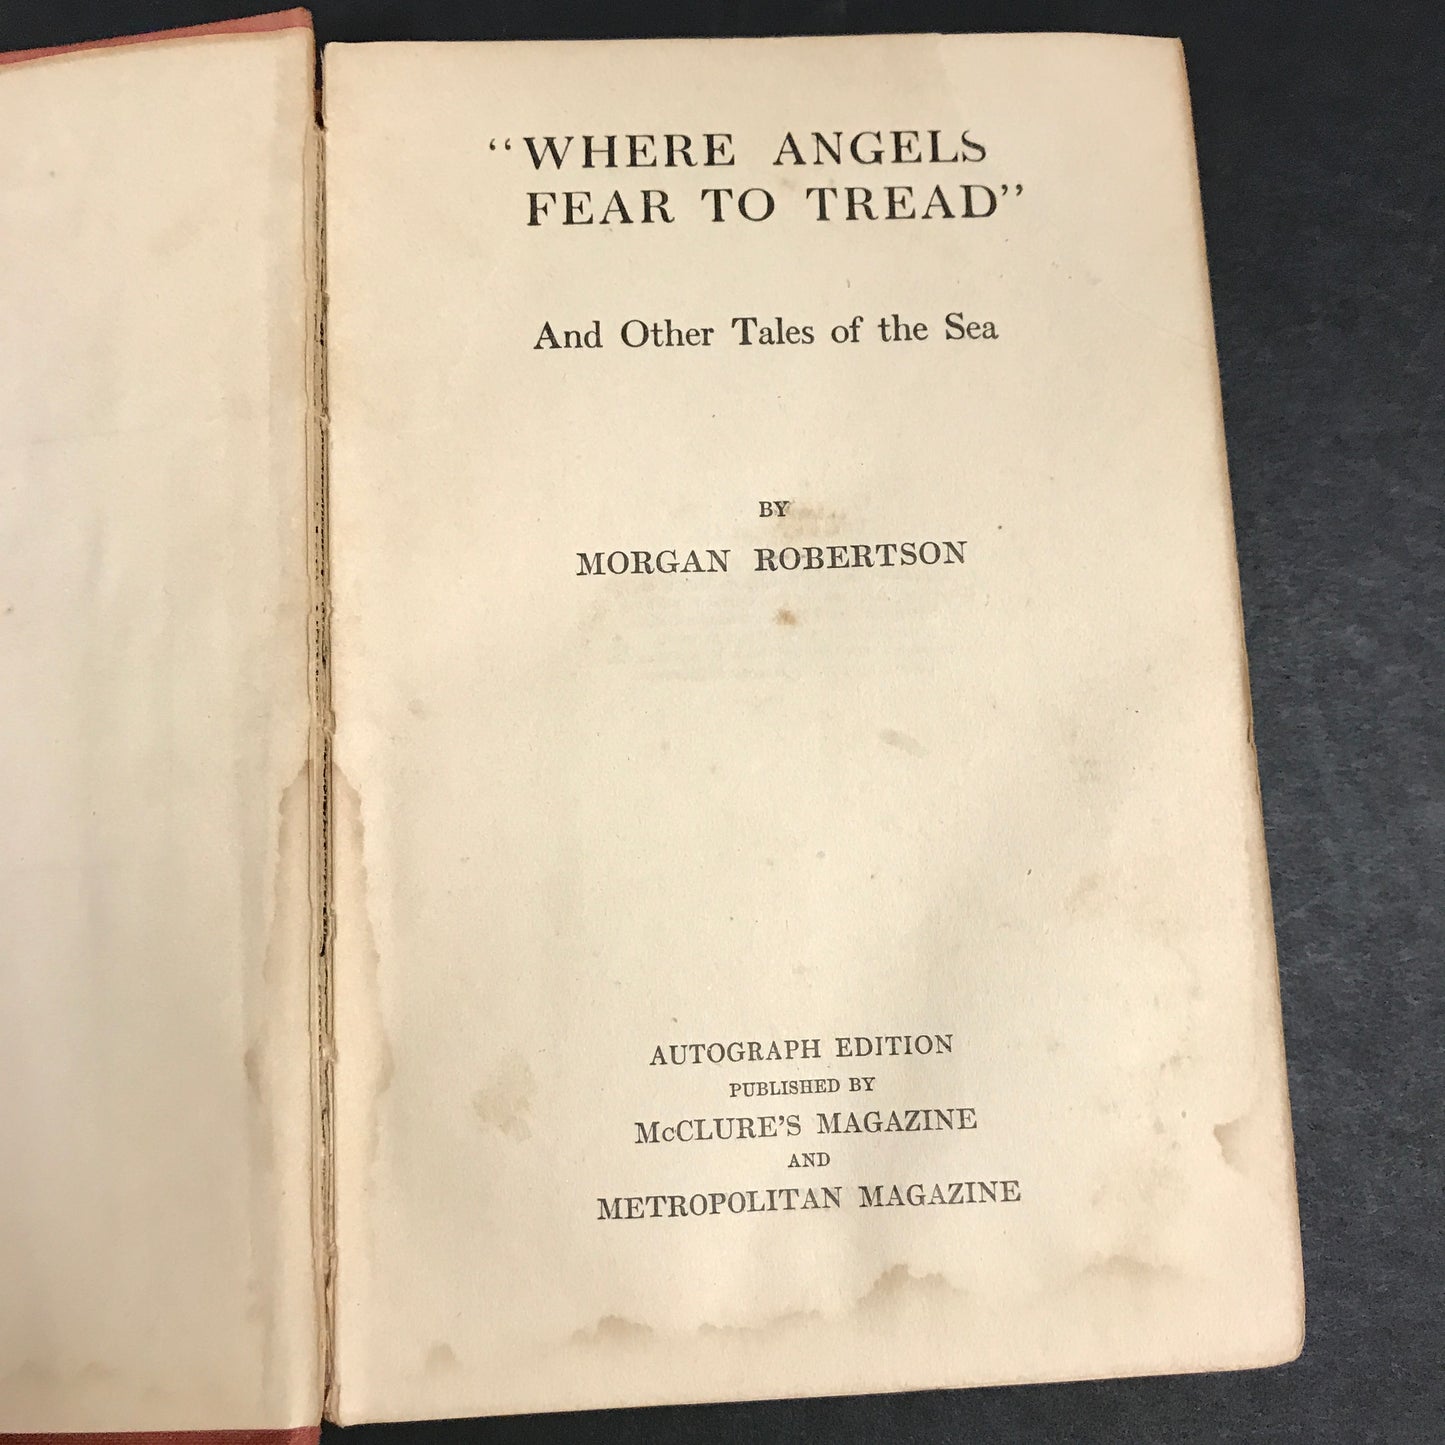 “WHERE ANGELS
FEAR TO TREAD”
And Other Tales of the Sea
BY
MORGAN ROBERTSON
AUTOGRAPH EDITION
PUBLISHED BY
McCLURE’S MAGAZINE
AND
METROPOLITAN MAGAZINE